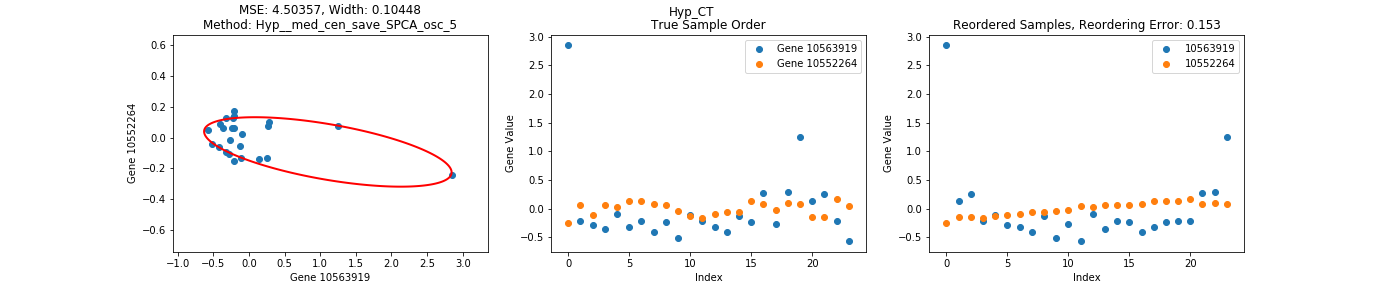 Hyp_CT
MSE: 4.50357, Width: 0.10448
Method: Hyp__med_cen_save_SPCA_osc_5
0.6
0.4
0.2
0.0
−0.2
−0.4
−0.6
Gene 10552264
−1.0 −0.5 0.0 0.5 1.0 1.5 2.0 2.5 3.0
Gene 10563919
True Sample Order
Gene 10563919
Gene 10552264
3.0
2.5
2.0
1.5
1.0
0.5
0.0
−0.5
Gene Value
0 5 10 15 20
Index
Reordered Samples, Reordering Error: 0.153
10563919
10552264
3.0
2.5
2.0
1.5
1.0
0.5
0.0
−0.5
Gene Value
0 5 10 15 20
Index